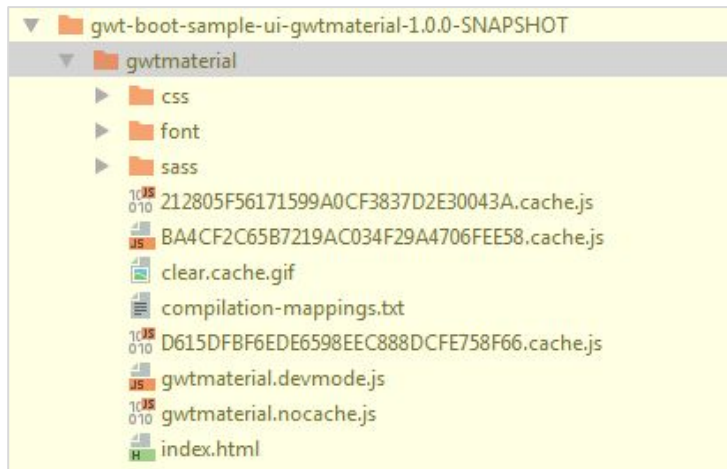 gwt-boot-sample-ui-gwtmaterial-1.0.0-SNAPSHOT
gwtmaterial
css
font
sass
212805F56171599A0CF3837D2E30043A.cache.js
BA4CF2C65B7219AC034F29A4706FEE58.cache.js
clear.cache.gif
compilation-mappings.txt
D615DFBF6EDE6598EEC888DCFE758F66.cache.js
gwtmaterial.devmode.js
gwtmaterial.nocache.js
index.html